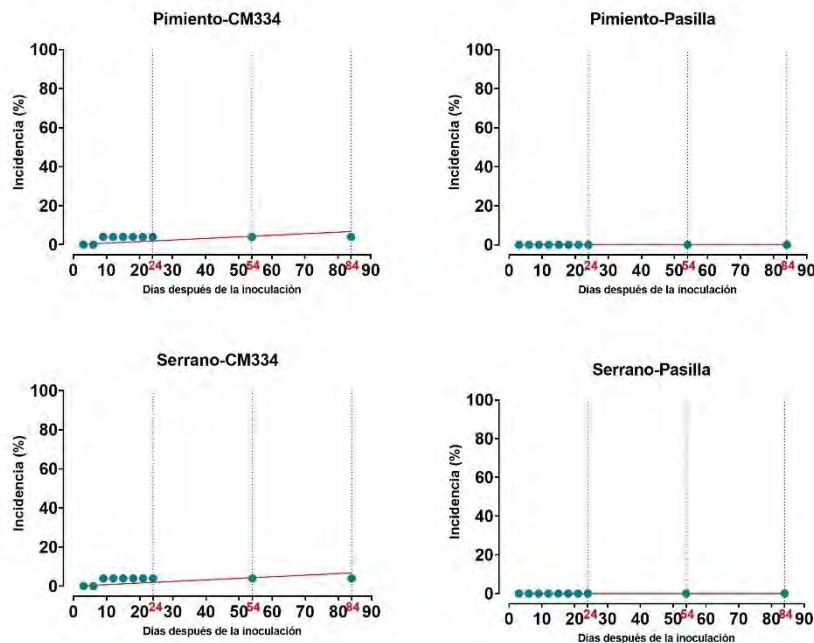 Pimiento-CM334
Incidencia (%)
100
80
60
40
20
0
0 10 20 24 30 40 50 54 60 70 80 84 90
Días después de la inoculación
Pimiento-Pasilla
Incidencia (%)
100
80
60
40
20
0
0 10 20 24 30 40 50 54 60 70 80 84 90
Días después de la inoculación
Serrano-CM334
Incidencia (%)
100
80
60
40
20
0
0 10 20 24 30 40 50 54 60 70 80 84 90
Días después de la inoculación
Serrano-Pasilla
Incidencia (%)
100
80
60
40
20
0
0 10 20 24 30 40 50 54 60 70 80 84 90
Días después de la inoculación